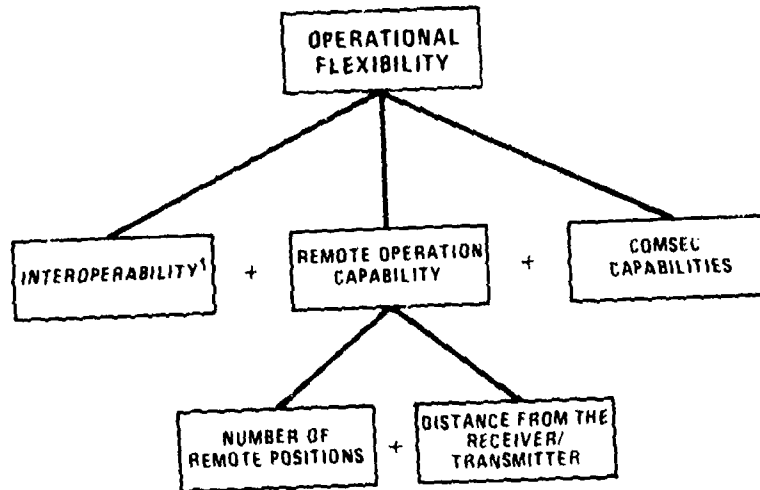 OPERATIONAL
FLEXIBILITY
INTEROPERABILITY¹ + REMOTE OPERATION
CAPABILITY + COMSEC
CAPABILITIES
NUMBER OF
REMOTE POSITIONS + DISTANCE FROM THE
RECEIVER/
TRANSMITTER